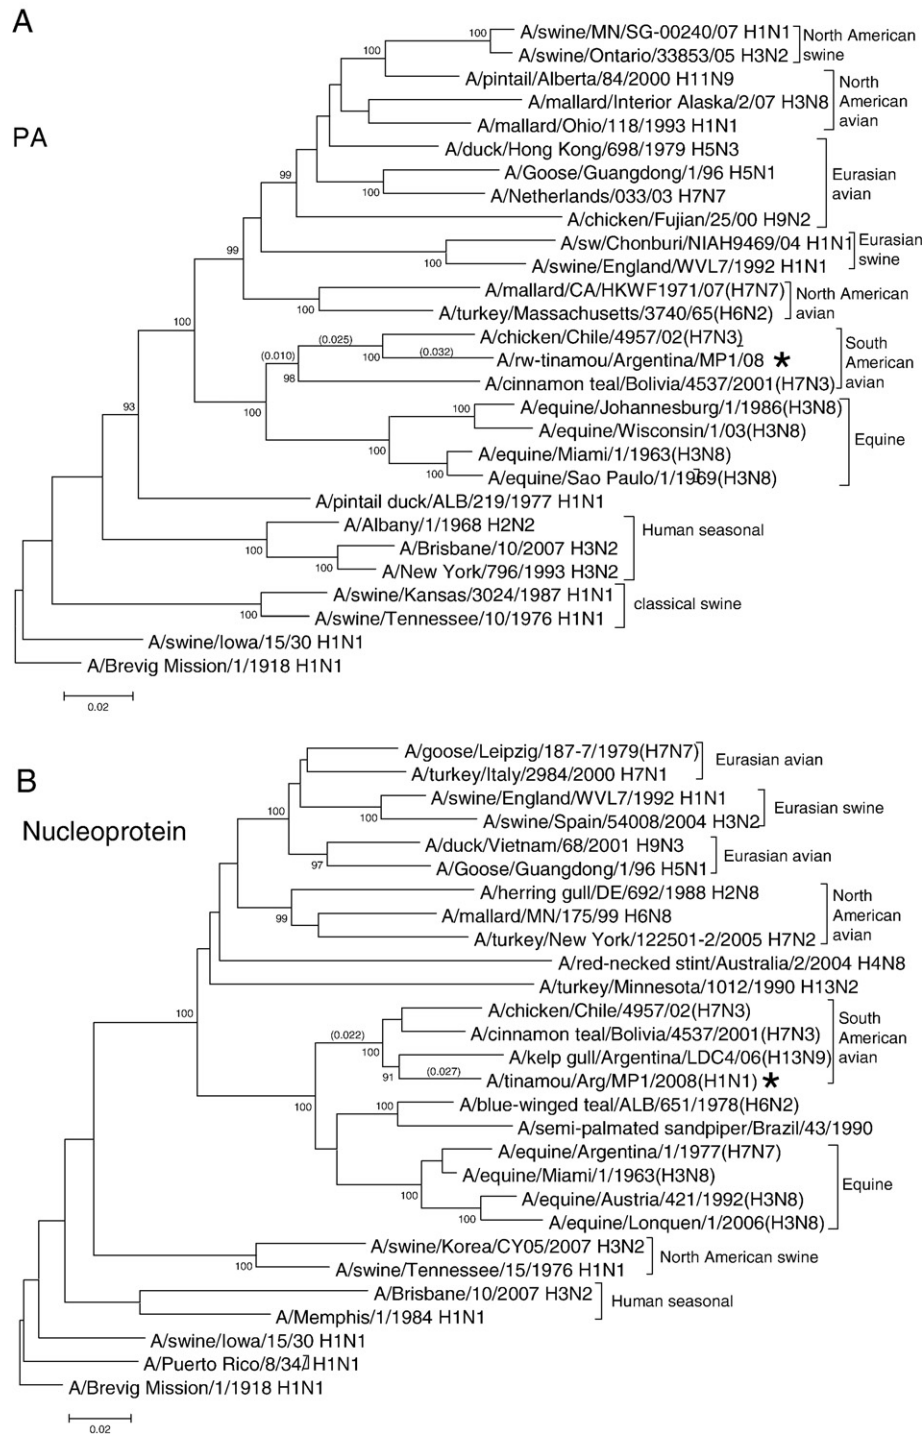 A
PA
100
A/swine/MN/SG-00240/07 H1N1
A/swine/Ontario/33853/05 H3N2
North American
swine
100
A/pintail/Alberta/84/2000 H11N9
A/mallard/Interior Alaska/2/07 H3N8
A/mallard/Ohio/118/1993 H1N1
North
American
avian
A/duck/Hong Kong/698/1979 H5N3
99
A/Goose/Guangdong/1/96 H5N1
100
A/Netherlands/033/03 H7N7
A/chicken/Fujian/25/00 H9N2
Eurasian
avian
99
A/sw/Chonburi/NIAH9469/04 H1N1
100
A/swine/England/WVL7/1992 H1N1
Eurasian
swine
A/mallard/CA/HKWF1971/07(H7N7)
100
A/turkey/Massachusetts/3740/65(H6N2)
North American
avian
100
(0.025)
A/chicken/Chile/4957/02(H7N3)
(0.010)
100
(0.032)
A/rw-tinamou/Argentina/MP1/08 *
98
A/cinnamon teal/Bolivia/4537/2001(H7N3)
South
American
avian
93
100
100
A/equine/Johannesburg/1/1986(H3N8)
A/equine/Wisconsin/1/03(H3N8)
100
A/equine/Miami/1/1963(H3N8)
100
A/equine/Sao Paulo/1/1969(H3N8)
Equine
A/pintail duck/ALB/219/1977 H1N1
A/Albany/1/1968 H2N2
100
A/Brisbane/10/2007 H3N2
100
A/New York/796/1993 H3N2
Human seasonal
A/swine/Kansas/3024/1987 H1N1
100
A/swine/Tennessee/10/1976 H1N1
classical swine
A/swine/Iowa/15/30 H1N1
A/Brevig Mission/1/1918 H1N1
0.02
B
Nucleoprotein
A/goose/Leipzig/187-7/1979(H7N7)
A/turkey/Italy/2984/2000 H7N1
Eurasian avian
100
A/swine/England/WVL7/1992 H1N1
100
A/swine/Spain/54008/2004 H3N2
Eurasian swine
A/duck/Vietnam/68/2001 H9N3
97
A/Goose/Guangdong/1/96 H5N1
Eurasian avian
A/herring gull/DE/692/1988 H2N8
99
A/mallard/MN/175/99 H6N8
A/turkey/New York/122501-2/2005 H7N2
North
American
avian
A/red-necked stint/Australia/2/2004 H4N8
A/turkey/Minnesota/1012/1990 H13N2
100
A/chicken/Chile/4957/02(H7N3)
(0.022)
A/cinnamon teal/Bolivia/4537/2001(H7N3)
100
A/kelp gull/Argentina/LDC4/06(H13N9)
91
(0.027)
A/tinamou/Arg/MP1/2008(H1N1) *
South
American
avian
100
100
A/blue-winged teal/ALB/651/1978(H6N2)
A/semi-palmated sandpiper/Brazil/43/1990
A/equine/Argentina/1/1977(H7N7)
A/equine/Miami/1/1963(H3N8)
100
A/equine/Austria/421/1992(H3N8)
100
A/equine/Lonquen/1/2006(H3N8)
Equine
A/swine/Korea/CY05/2007 H3N2
100
A/swine/Tennessee/15/1976 H1N1
North American swine
A/Brisbane/10/2007 H3N2
A/Memphis/1/1984 H1N1
Human seasonal
A/swine/Iowa/15/30 H1N1
A/Puerto Rico/8/34/ H1N1
A/Brevig Mission/1/1918 H1N1
0.02